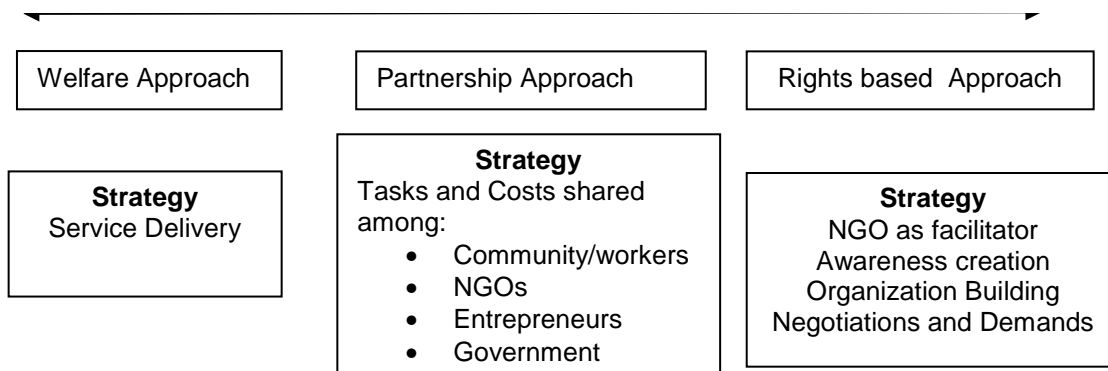 Welfare Approach
Partnership Approach
Rights based  Approach
Strategy
Service Delivery
Strategy
Tasks and Costs shared
among:
• Community/workers
• NGOs
• Entrepreneurs
• Government
Strategy
NGO as facilitator
Awareness creation
Organization Building
Negotiations and Demands